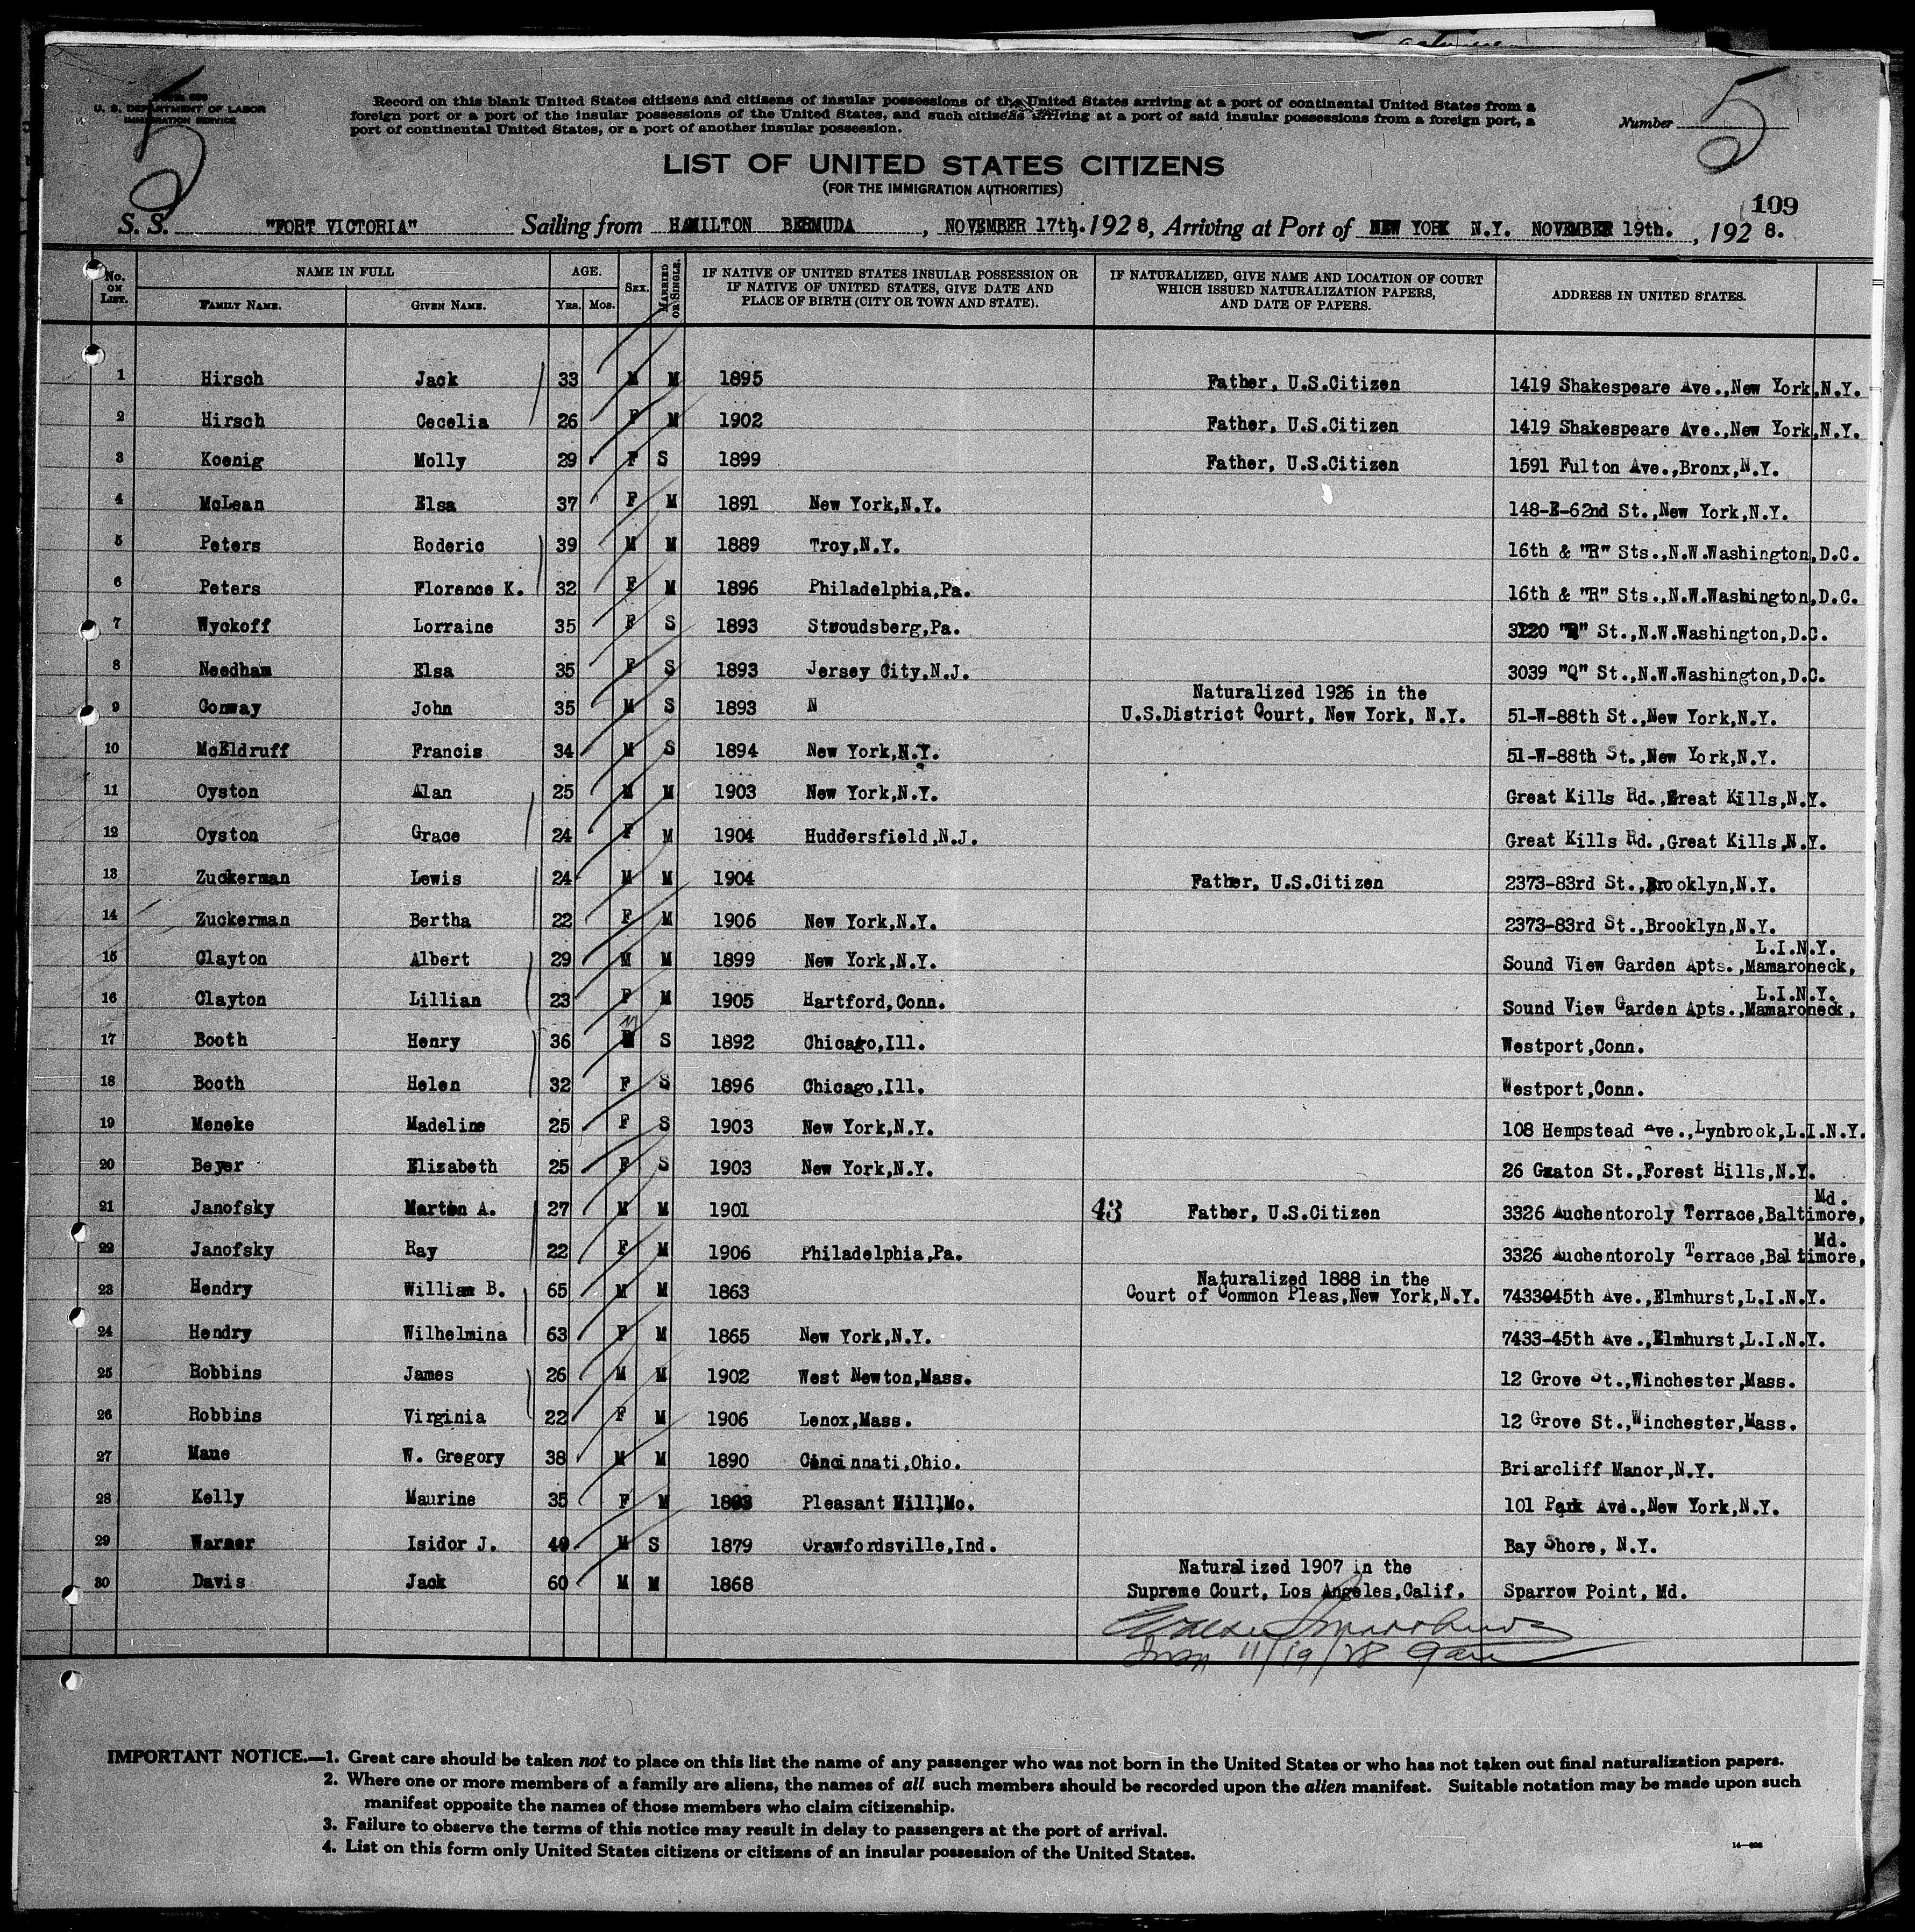 5
5
U. S. DEPARTMENT OF LABOR
IMMIGRATION SERVICE
Record on this blank United States citizens and citizens of insular possessions of the United States arriving at a port of continental United States from a
foreign port or a port of the insular possessions of the United States, and such citizens arriving at a port of said insular possessions from a foreign port, a
port of continental United States, or a port of another insular possession.
Number
LIST OF UNITED STATES CITIZENS
(FOR THE IMMIGRATION AUTHORITIES)
109
S. S. "FORT VICTORIA" Sailing from HAMILTON BERMUDA, NOVEMBER 17th. 1928, Arriving at Port of NEW YORK N.Y. NOVEMBER 19th., 1928.
No. ON LIST. NAME IN FULL FAMILY NAME. GIVEN NAME. AGE. YRS. MOS. SEX. MARRIED OR SINGLE. IF NATIVE OF UNITED STATES INSULAR POSSESSION OR IF NATIVE OF UNITED STATES, GIVE DATE AND PLACE OF BIRTH (CITY OR TOWN AND STATE). IF NATURALIZED, GIVE NAME AND LOCATION OF COURT WHICH ISSUED NATURALIZATION PAPERS, AND DATE OF PAPERS. ADDRESS IN UNITED STATES.
1 Hirsch Jack 33 M M 1895 Father, U.S.Citizen 1419 Shakespeare Ave.,New York,N.Y.
2 Hirsch Cecelia 26 F M 1902 Father, U.S.Citizen 1419 Shakespeare Ave.,New York,N.Y.
3 Koenig Molly 29 F S 1899 Father, U.S.Citizen 1591 Fulton Ave.,Bronx,N.Y.
4 McLean Elsa 37 F M 1891 New York,N.Y. 148-E-62nd St.,New York,N.Y.
5 Peters Roderic 39 M M 1889 Troy,N.Y. 16th & "R" Sts.,N.W.Washington,D.C.
6 Peters Florence K. 32 F M 1896 Philadelphia,Pa. 16th & "R" Sts.,N.W.Washington,D.C.
7 Wyckoff Lorraine 35 F S 1893 Stroudsberg,Pa. 3220 "R" St.,N.W.Washington,D.C.
8 Needham Elsa 35 F S 1893 Jersey City,N.J. 3039 "Q" St.,N.W.Washington,D.C.
9 Conway John 35 M S 1893 N Naturalized 1926 in the U.S.District Court, New York, N.Y. 51-W-88th St.,New York,N.Y.
10 McEldruff Francis 34 M S 1894 New York,N.Y. 51-W-88th St.,New York,N.Y.
11 Oyston Alan 25 M M 1903 New York,N.Y. Great Kills Rd.,Great Kills,N.Y.
12 Oyston Grace 24 F M 1904 Huddersfield,N.J. Great Kills Rd.,Great Kills,N.Y.
13 Zuckerman Lewis 24 M M 1904 Father, U.S.Citizen 2373-83rd St.,Brooklyn,N.Y.
14 Zuckerman Bertha 22 F M 1906 New York,N.Y. 2373-83rd St.,Brooklyn,N.Y.
15 Clayton Albert 29 M M 1899 New York,N.Y. Sound View Garden Apts.,Mamaroneck, L.I.N.Y.
16 Clayton Lillian 23 F M 1905 Hartford,Conn. Sound View Garden Apts.,Mamaroneck, L.I.N.Y.
17 Booth Henry 36 M S 1892 Chicago,Ill. Westport,Conn.
18 Booth Helen 32 F S 1896 Chicago,Ill. Westport,Conn.
19 Meneke Madeline 25 F S 1903 New York,N.Y. 108 Hempstead Ave.,Lynbrook,L.I.N.Y.
20 Beyer Elizabeth 25 F S 1903 New York,N.Y. 26 Groton St.,Forest Hills,N.Y.
21 Janofsky Marton A. 27 M M 1901 43 Father, U.S.Citizen 3326 Auchentoroly Terrace,Baltimore, Md.
22 Janofsky Ray 22 F M 1906 Philadelphia,Pa. 3326 Auchentoroly Terrace,Baltimore, Md.
23 Hendry William B. 65 M M 1863 Naturalized 1888 in the Court of Common Pleas,New York,N.Y. 7433-45th Ave.,Elmhurst,L.I.N.Y.
24 Hendry Wilhelmina 63 F M 1865 New York,N.Y. 7433-45th Ave.,Elmhurst,L.I.N.Y.
25 Robbins James 26 M M 1902 West Newton,Mass. 12 Grove St.,Winchester,Mass.
26 Robbins Virginia 22 F M 1906 Lenox,Mass. 12 Grove St.,Winchester,Mass.
27 Mane W. Gregory 38 M M 1890 Cincinnati,Ohio. Briarcliff Manor,N.Y.
28 Kelly Maurine 35 F M 1893 Pleasant Hill,Mo. 101 Park Ave.,New York,N.Y.
29 Warner Isidor J. 49 M S 1879 Crawfordsville,Ind. Bay Shore, N.Y.
30 Davis Jack 60 M M 1868 Naturalized 1907 in the Supreme Court, Los Angeles,Calif. Sparrow Point, Md.
11/19/28
IMPORTANT NOTICE.—1. Great care should be taken not to place on this list the name of any passenger who was not born in the United States or who has not taken out final naturalization papers.
2. Where one or more members of a family are aliens, the names of all such members should be recorded upon the alien manifest. Suitable notation may be made upon such
manifest opposite the names of those members who claim citizenship.
3. Failure to observe the terms of this notice may result in delay to passengers at the port of arrival.
4. List on this form only United States citizens or citizens of an insular possession of the United States.